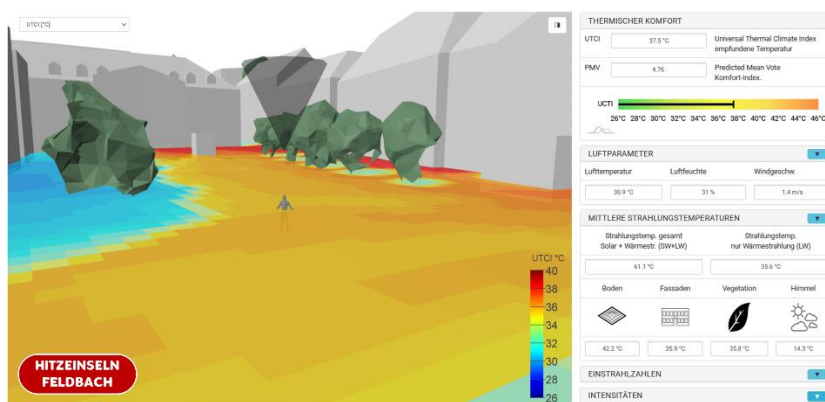 UTCI [°C]
THERMISCHER KOMFORT
UTCI
37.5 °C
Universal Thermal Climate Index
empfundene Temperatur
PMV
4.76
Predicted Mean Vote
Komfort-Index.
UCTI
26°C 28°C 30°C 32°C 34°C 36°C 38°C 40°C 42°C 44°C 46°C
LUFTPARAMETER
Lufttemperatur Luftfeuchte Windgeschw.
30.9 °C 31 % 1.4 m/s
MITTLERE STRAHLUNGSTEMPERATUREN
Strahlungstemp. gesamt
Solar + Wärmestr. (SW+LW)
Strahlungstemp.
nur Wärmestrahlung (LW)
61.1 °C 35.6 °C
Boden Fassaden Vegetation Himmel
42.2 °C 35.9 °C 35.8 °C 14.3 °C
EINSTRAHLZAHLEN
INTENSITÄTEN
UTCI °C
40
38
36
34
32
30
28
26
HITZEINSELN
FELDBACH